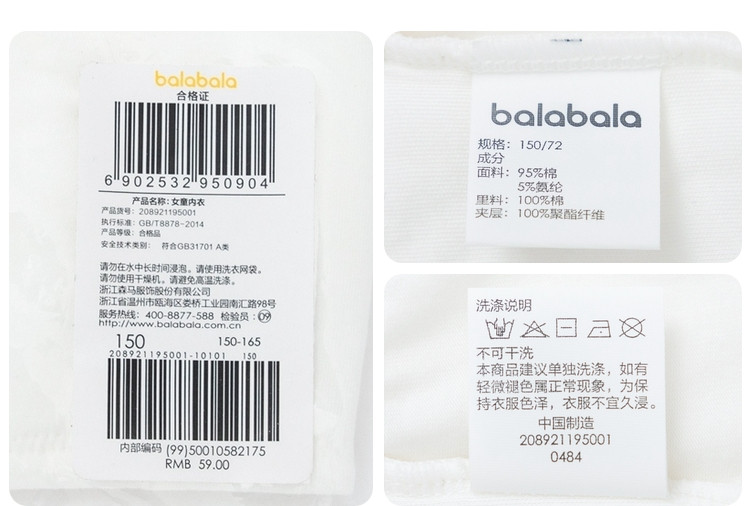 balabala
合格证
6 902532 950904
产品名称: 女童内衣
产品货号: 208921195001
执行标准: GB/T8878-2014
产品等级: 合格品
安全技术类别: 符合GB31701 A类
请勿在水中长时间浸泡。请使用洗衣网袋。
请勿使用干燥机。请避免高温洗涤。
浙江森马服饰股份有限公司
浙江省温州市瓯海区娄桥工业园南汇路98号
服务热线: 400-8877-588 检验员: 09
http://www.balabala.com.cn
150 150-165
208921195001-10101 150
内部编码 (99)50010582175
RMB 59.00
balabala
规格: 150/72
成分
面料: 95%棉
5%氨纶
里料: 100%棉
夹层: 100%聚酯纤维
洗涤说明
不可干洗
本商品建议单独洗涤，如有
轻微褪色属正常现象，为保
持衣服色泽，衣服不宜久浸。
中国制造
208921195001
0484